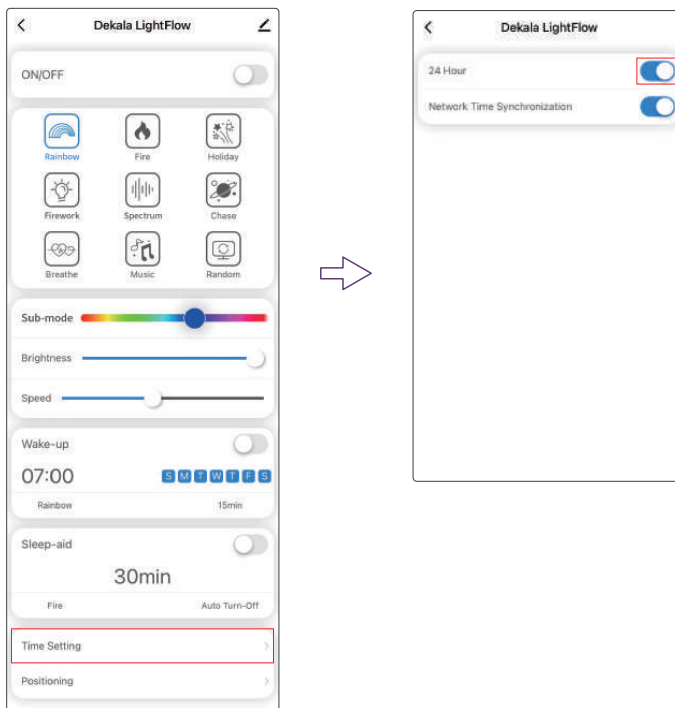 Dekala LightFlow
ON/OFF
Rainbow Fire Holiday
Firework Spectrum Chase
Breathe Music Random
Sub-mode
Brightness
Speed
Wake-up
07:00 S M T W T F S
Rainbow 15min
Sleep-aid
30min
Fire Auto Turn-Off
Time Setting
Positioning
Dekala LightFlow
24 Hour
Network Time Synchronization